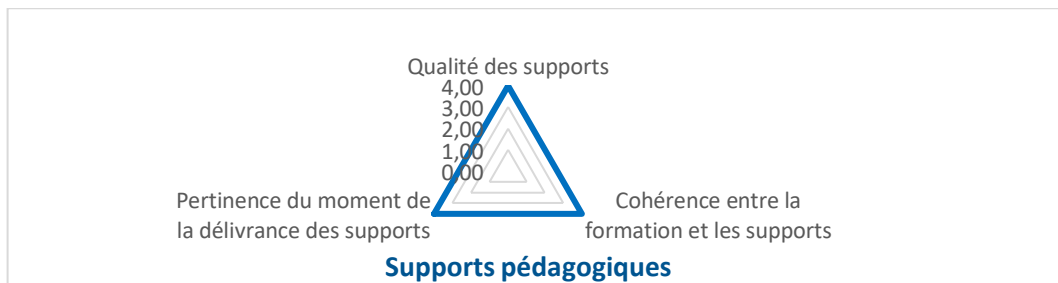 Qualité des supports
4,00
3,00
2,00
1,00
0,00
Pertinence du moment de
la délivrance des supports
Cohérence entre la
formation et les supports
Supports pédagogiques